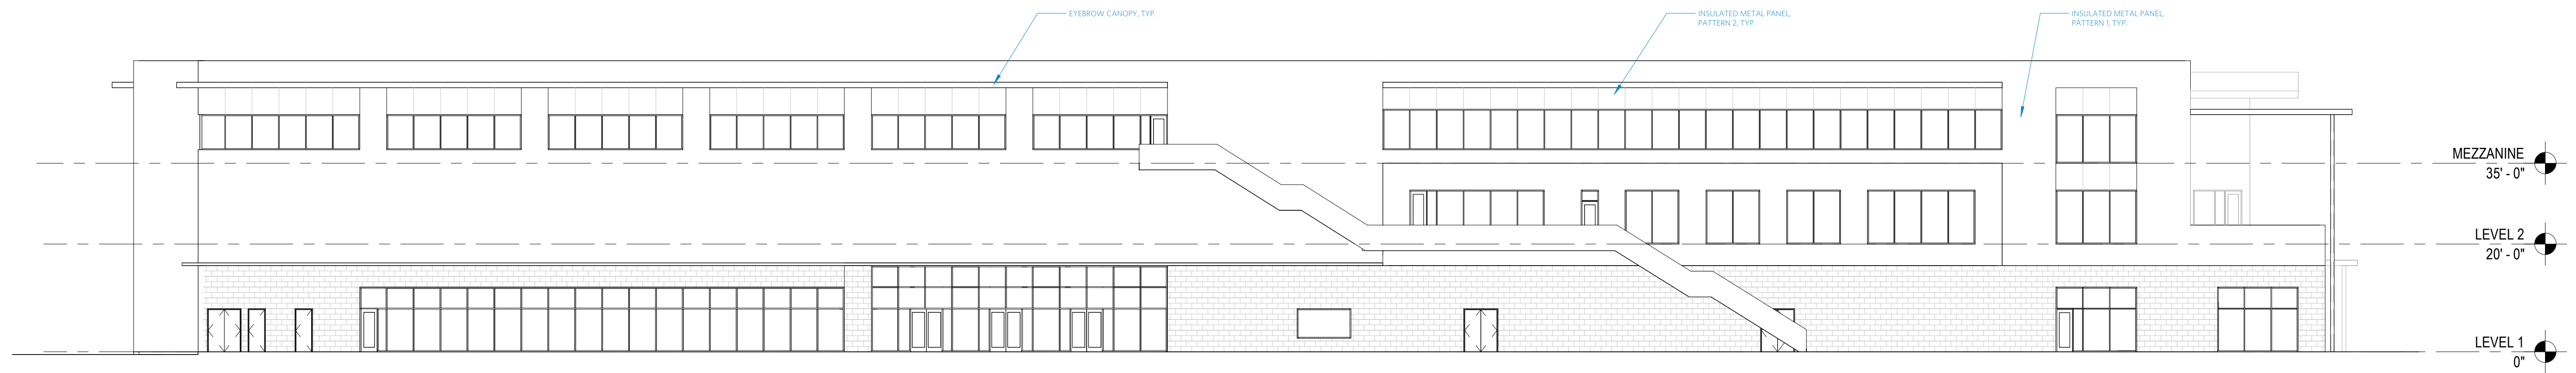 EYEBROW CANOPY, TYP.
INSULATED METAL PANEL,
PATTERN 2, TYP.
INSULATED METAL PANEL,
PATTERN 1, TYP.
MEZZANINE
35' - 0"
LEVEL 2
20' - 0"
LEVEL 1
0"